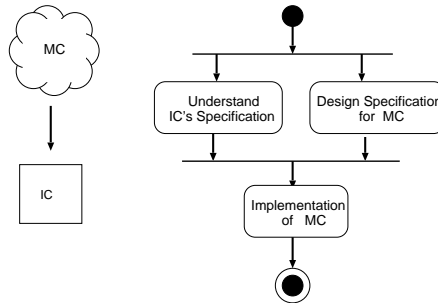 MC
IC
Understand
IC's Specification
Design Specification
for MC
Implementation
of MC